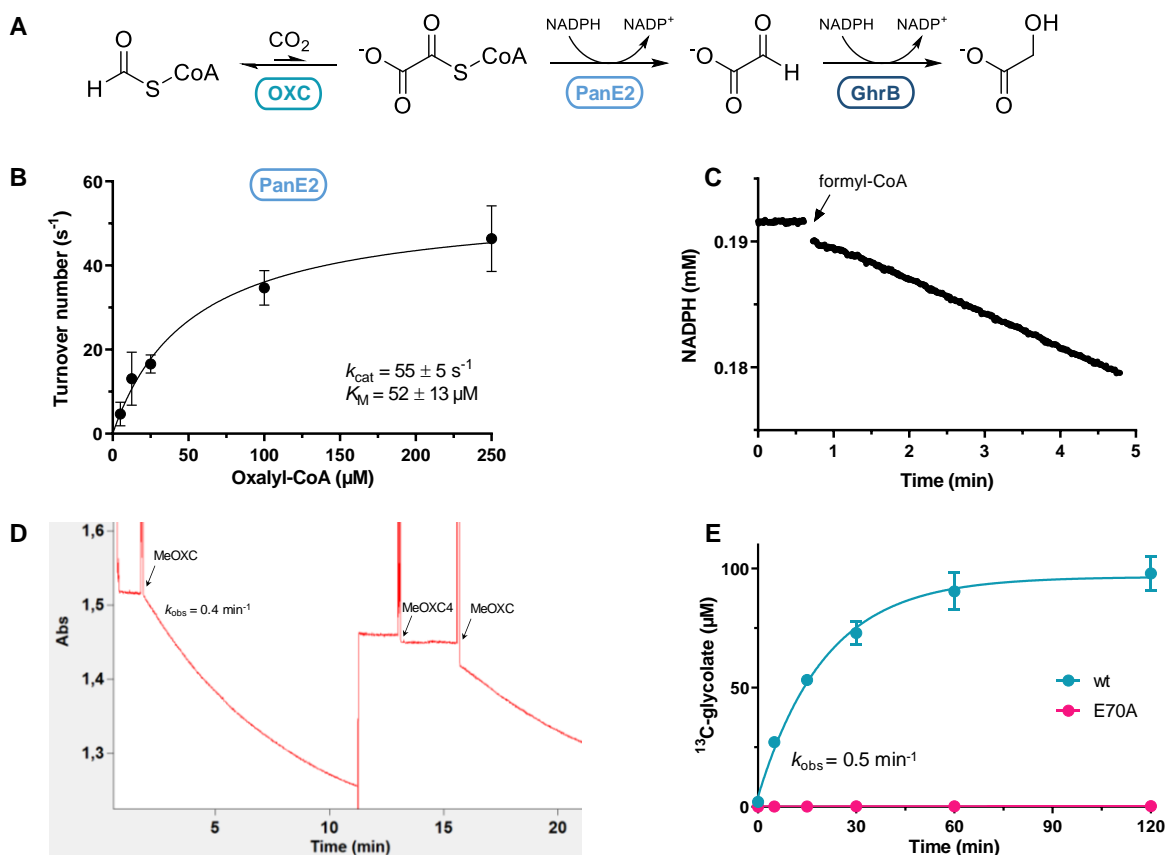 A
O
H
S
CoA
CO2
OXC
-O
O
O
S
CoA
NADPH
NADP+
PanE2
-O
O
O
H
NADPH
NADP+
GhrB
-O
O
OH
B
PanE2
Turnover number (s-1)
60
40
20
0
kcat = 55 ± 5 s-1
KM = 52 ± 13 µM
0 50 100 150 200 250
Oxalyl-CoA (µM)
C
formyl-CoA
NADPH (mM)
0.19
0.18
0 1 2 3 4 5
Time (min)
D
Abs
1,6
1,5
1,4
1,3
MeOXC
kobs = 0.4 min-1
MeOXC4
MeOXC
5 10 15 20
Time (min)
E
13C-glycolate (µM)
100
50
0
wt
E70A
kobs = 0.5 min-1
0 30 60 90 120
Time (min)